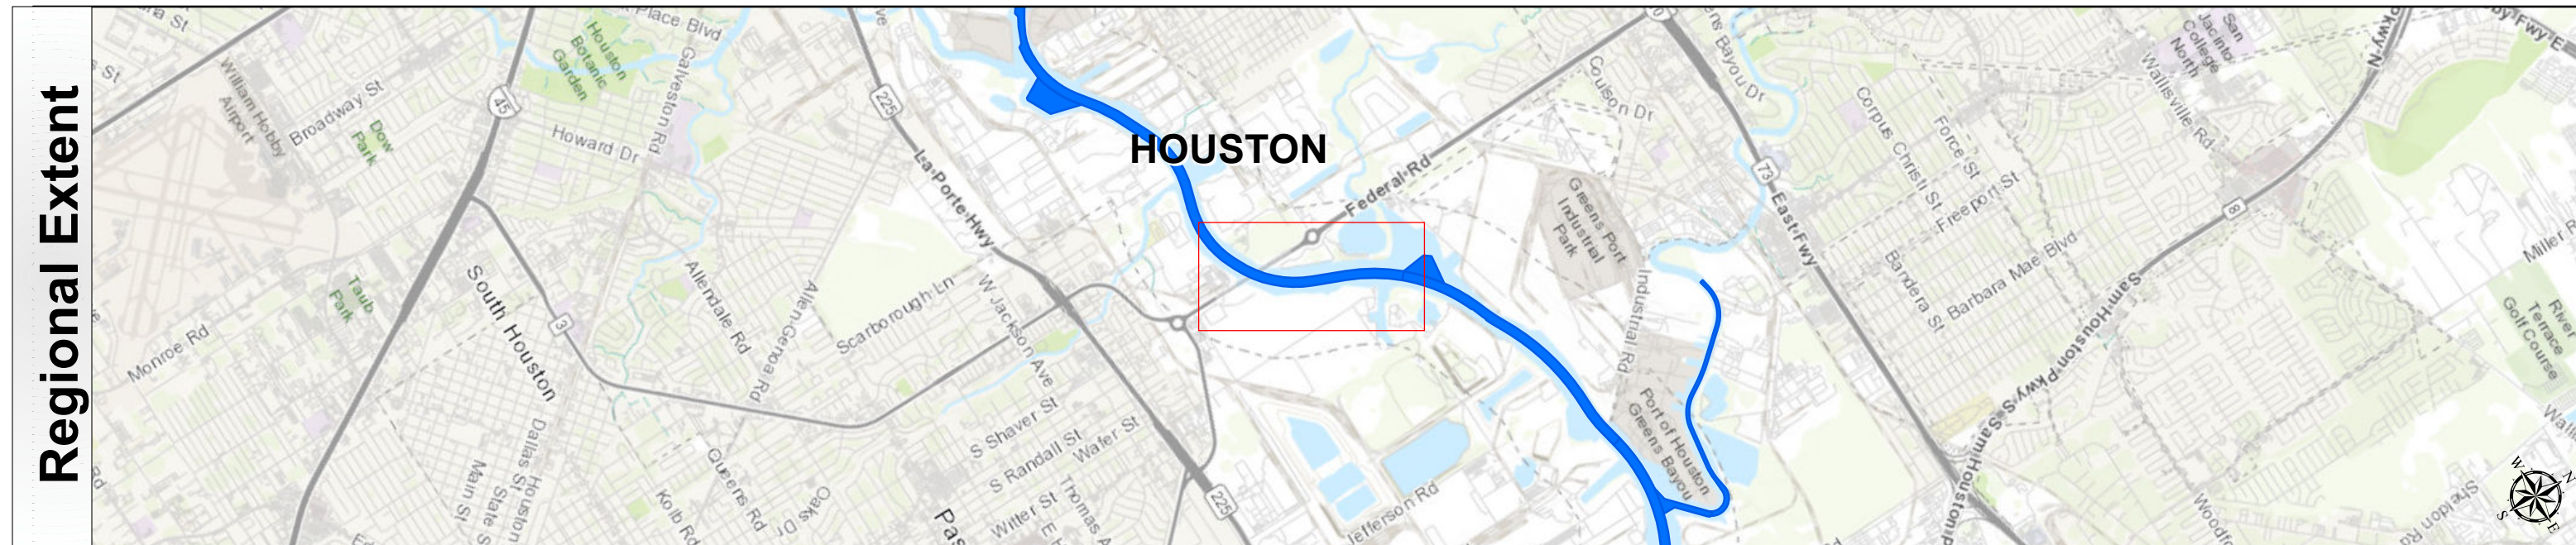 Regional Extent
HOUSTON
William Hobby
Airport
Broadway St
Dow
Park
45
Houston
Botanic
Garden
Place Blvd
Galveston Rd
Howard Dr
Taub
Park
Monroe Rd
South Houston
3
Allendale Rd
Allen-Genoa Rd
Scarborough Ln
W Jackson Ave
225
La Porte Hwy
Federal Rd
Coulson Dr
Greens Port
Industrial
Park
Industrial Rd
Port of Houston
Greens Bayou
73
East Fwy
Corpus Christi St
Force St
Freeport St
Bandera St
Barbara Mae Blvd
San
Jacinto
College
North
Wallisville Rd
8
Sam Houston Pkwy S
Miller R
River
Terrace
Golf Course
Sheldon Rd
Woodfo
S Shaver St
S Randall St
Wafer St
Witter St
Thomas A
225
Jefferson Rd
Queens Rd
Kolb Rd
Oaks Dr
Main St
State S
Dallas St
Houston
Pas
W
N
S
E